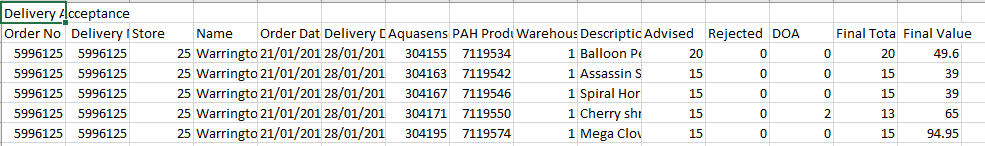 Delivery Acceptance
Order No Delivery Store Name Order Dat Delivery D Aquasens PAH Produ Warehous Descriptic Advised Rejected DOA Final Tota Final Value
5996125 5996125 25 Warringto 21/01/201 28/01/201 304155 7119534 1 Balloon Pe 20 0 0 20 49.6
5996125 5996125 25 Warringto 21/01/201 28/01/201 304163 7119542 1 Assassin S 15 0 0 15 39
5996125 5996125 25 Warringto 21/01/201 28/01/201 304167 7119546 1 Spiral Hor 15 0 0 15 39
5996125 5996125 25 Warringto 21/01/201 28/01/201 304171 7119550 1 Cherry shr 15 0 2 13 65
5996125 5996125 25 Warringto 21/01/201 28/01/201 304195 7119574 1 Mega Clov 15 0 0 15 94.95